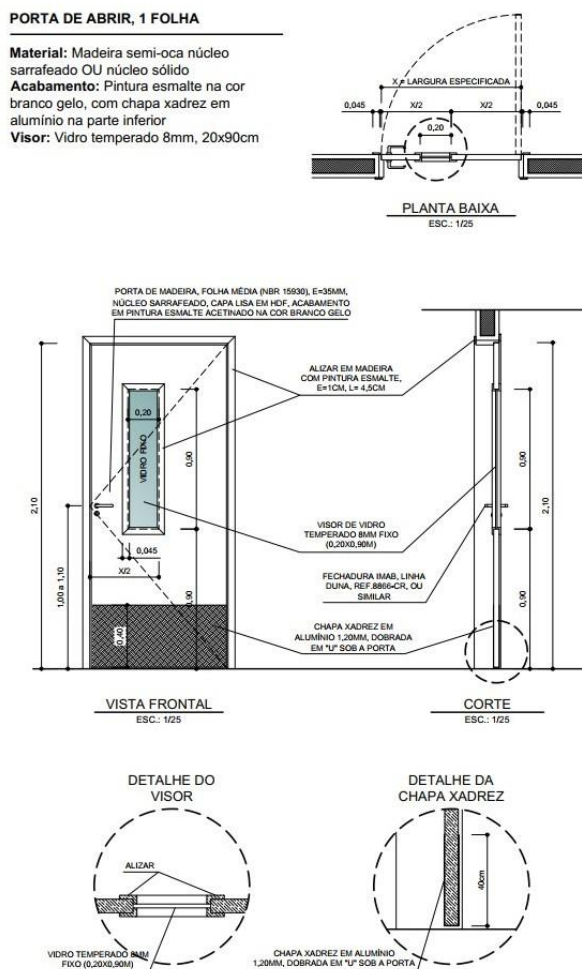 PORTA DE ABRIR, 1 FOLHA
Material: Madeira semi-oca núcleo
sarrafeado OU núcleo sólido
Acabamento: Pintura esmalte na cor
branco gelo, com chapa xadrez em
alumínio na parte inferior
Visor: Vidro temperado 8mm, 20x90cm
X = LARGURA ESPECIFICADA
0,045
X/2
X/2
0,045
0,20
PLANTA BAIXA
ESC.: 1/25
PORTA DE MADEIRA, FOLHA MÉDIA (NBR 15930), E=35MM,
NÚCLEO SARRAFEADO, CAPA LISA EM HDF, ACABAMENTO
EM PINTURA ESMALTE ACETINADO NA COR BRANCO GELO
ALIZAR EM MADEIRA
COM PINTURA ESMALTE,
E=1CM, L= 4,5CM
0,20
VIDRO FIXO
0,90
2,10
1,00 a 1,10
0,045
X/2
0,90
0,40
VISOR DE VIDRO
TEMPERADO 8MM FIXO
(0,20X0,90M)
FECHADURA IMAB, LINHA
DUNA, REF.8866-CR, OU
SIMILAR
CHAPA XADREZ EM
ALUMÍNIO 1,20MM, DOBRADA
EM "U" SOB A PORTA
0,90
2,10
0,90
VISTA FRONTAL
ESC.: 1/25
CORTE
ESC.: 1/25
DETALHE DO
VISOR
ALIZAR
VIDRO TEMPERADO 8MM
FIXO (0,20X0,90M)
DETALHE DA
CHAPA XADREZ
40cm
CHAPA XADREZ EM ALUMÍNIO
1,20MM, DOBRADA EM "U" SOB A PORTA